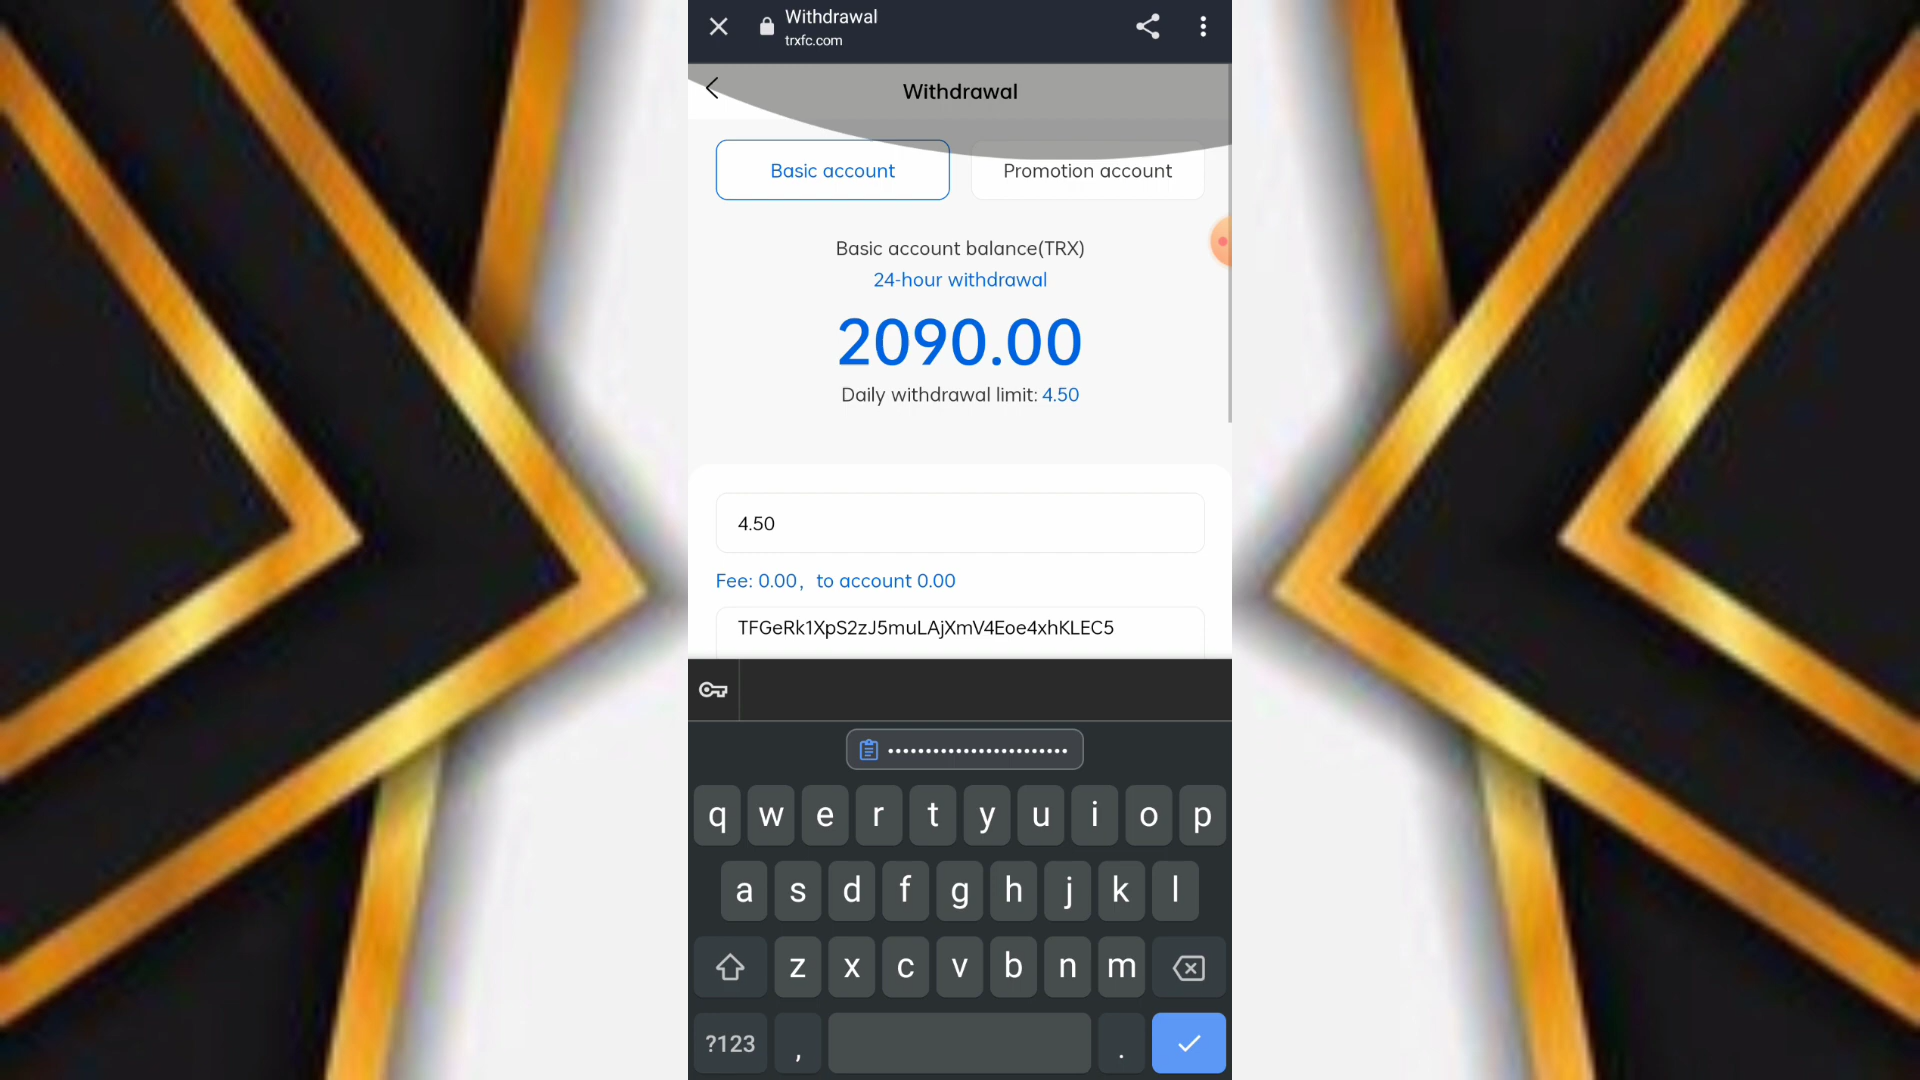 Withdrawal
trxfc.com
Withdrawal
Basic account
Promotion account
Basic account balance(TRX)
24-hour withdrawal
2090.00
Daily withdrawal limit: 4.50
4.50
Fee: 0.00, to account 0.00
TFGeRk1XpS2zJ5muLAjXmV4Eoe4xhKLEC5
q w e r t y u i o p
a s d f g h j k l
z x c v b n m
?123 , .